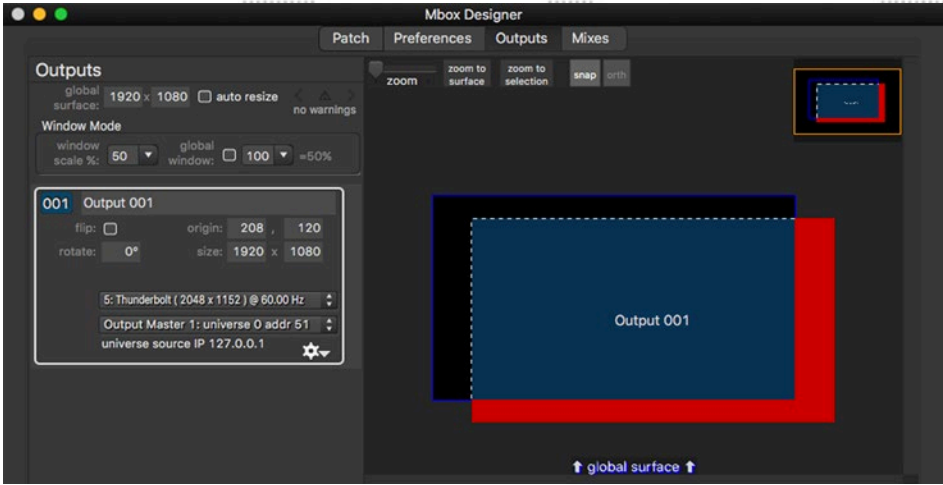 Mbox Designer
Patch Preferences Outputs Mixes
Outputs
global surface: 1920 x 1080 auto resize
no warnings
Window Mode
window scale %: 50 global window: 100 =50%
001 Output 001
flip: origin: 208 , 120
rotate: 0° size: 1920 x 1080
5: Thunderbolt ( 2048 x 1152 ) @ 60.00 Hz
Output Master 1: universe 0 addr 51
universe source IP 127.0.0.1
zoom zoom to surface zoom to selection snap orth
Output 001
global surface